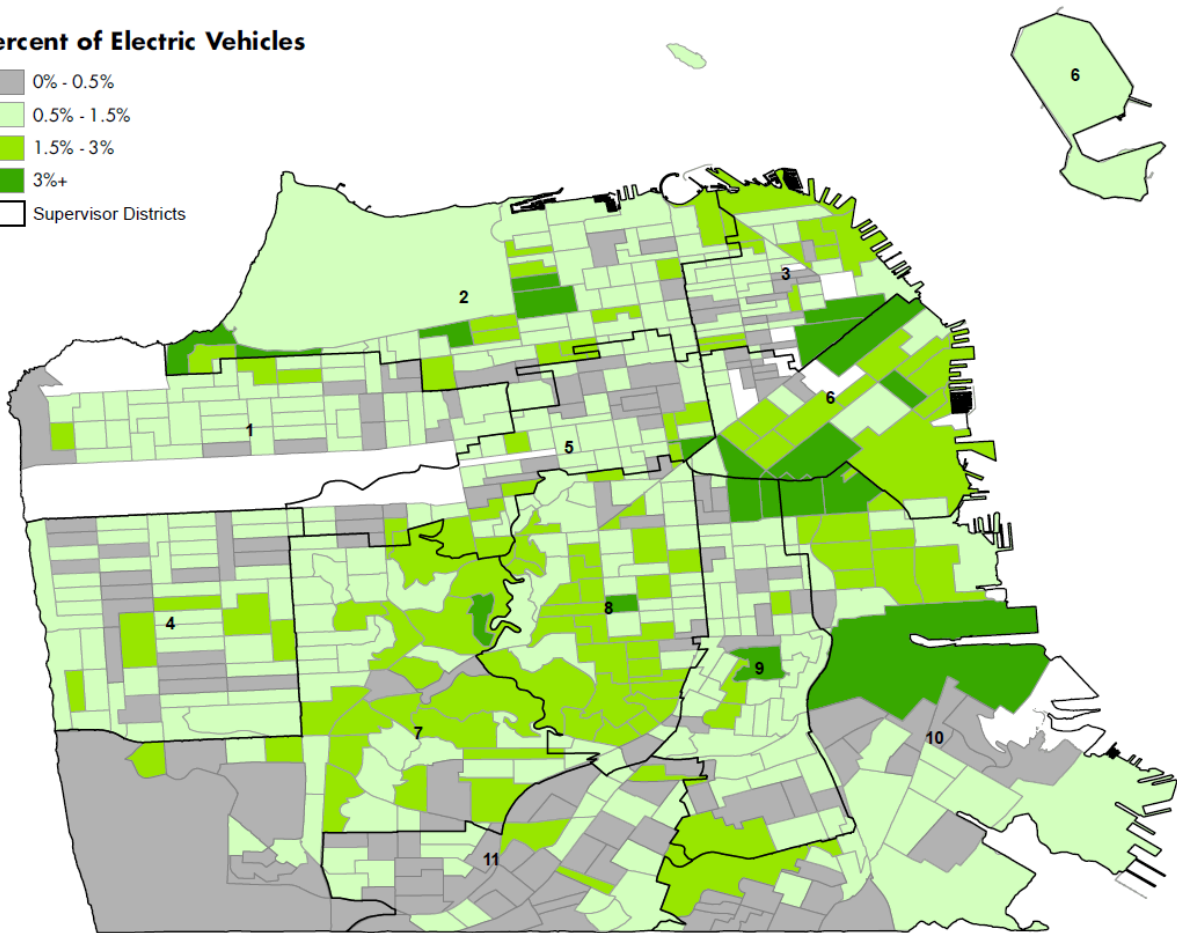 ercent of Electric Vehicles
0% - 0.5%
0.5% - 1.5%
1.5% - 3%
3%+
Supervisor Districts
6
2
3
6
1
5
4
8
9
7
10
11